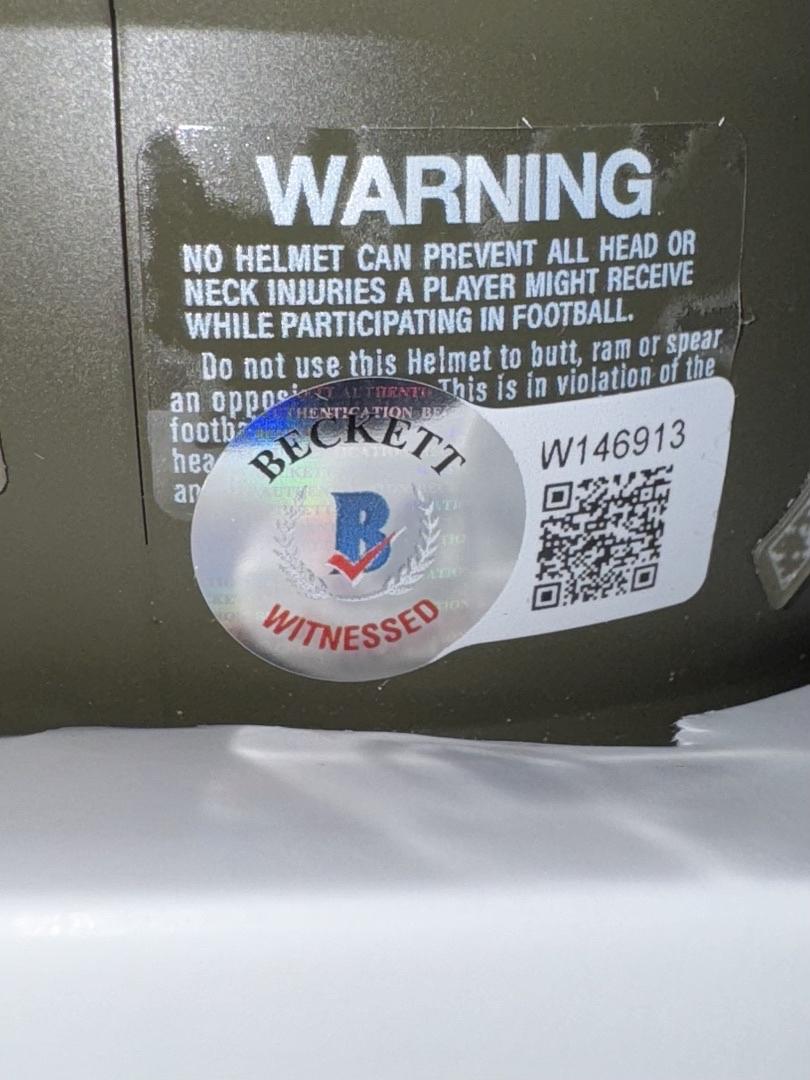 WARNING
NO HELMET CAN PREVENT ALL HEAD OR
NECK INJURIES A PLAYER MIGHT RECEIVE
WHILE PARTICIPATING IN FOOTBALL.
Do not use this Helmet to butt, ram or spear
an This is in violation of the
BECKETT
B
WITNESSED
W146913